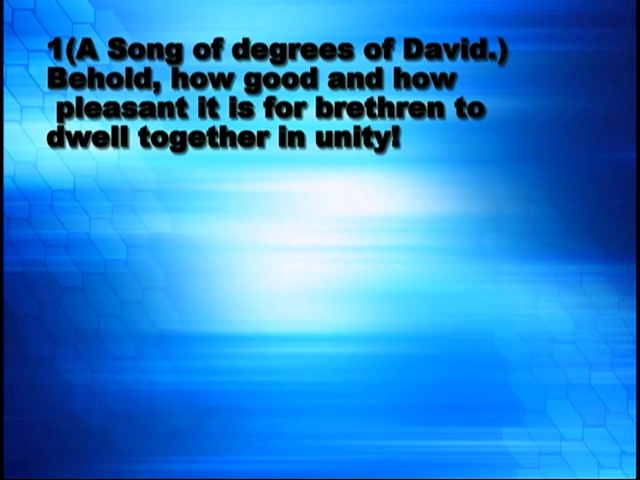 1(A Song of degrees of David.)
Behold, how good and how
pleasant it is for brethren to
dwell together in unity!